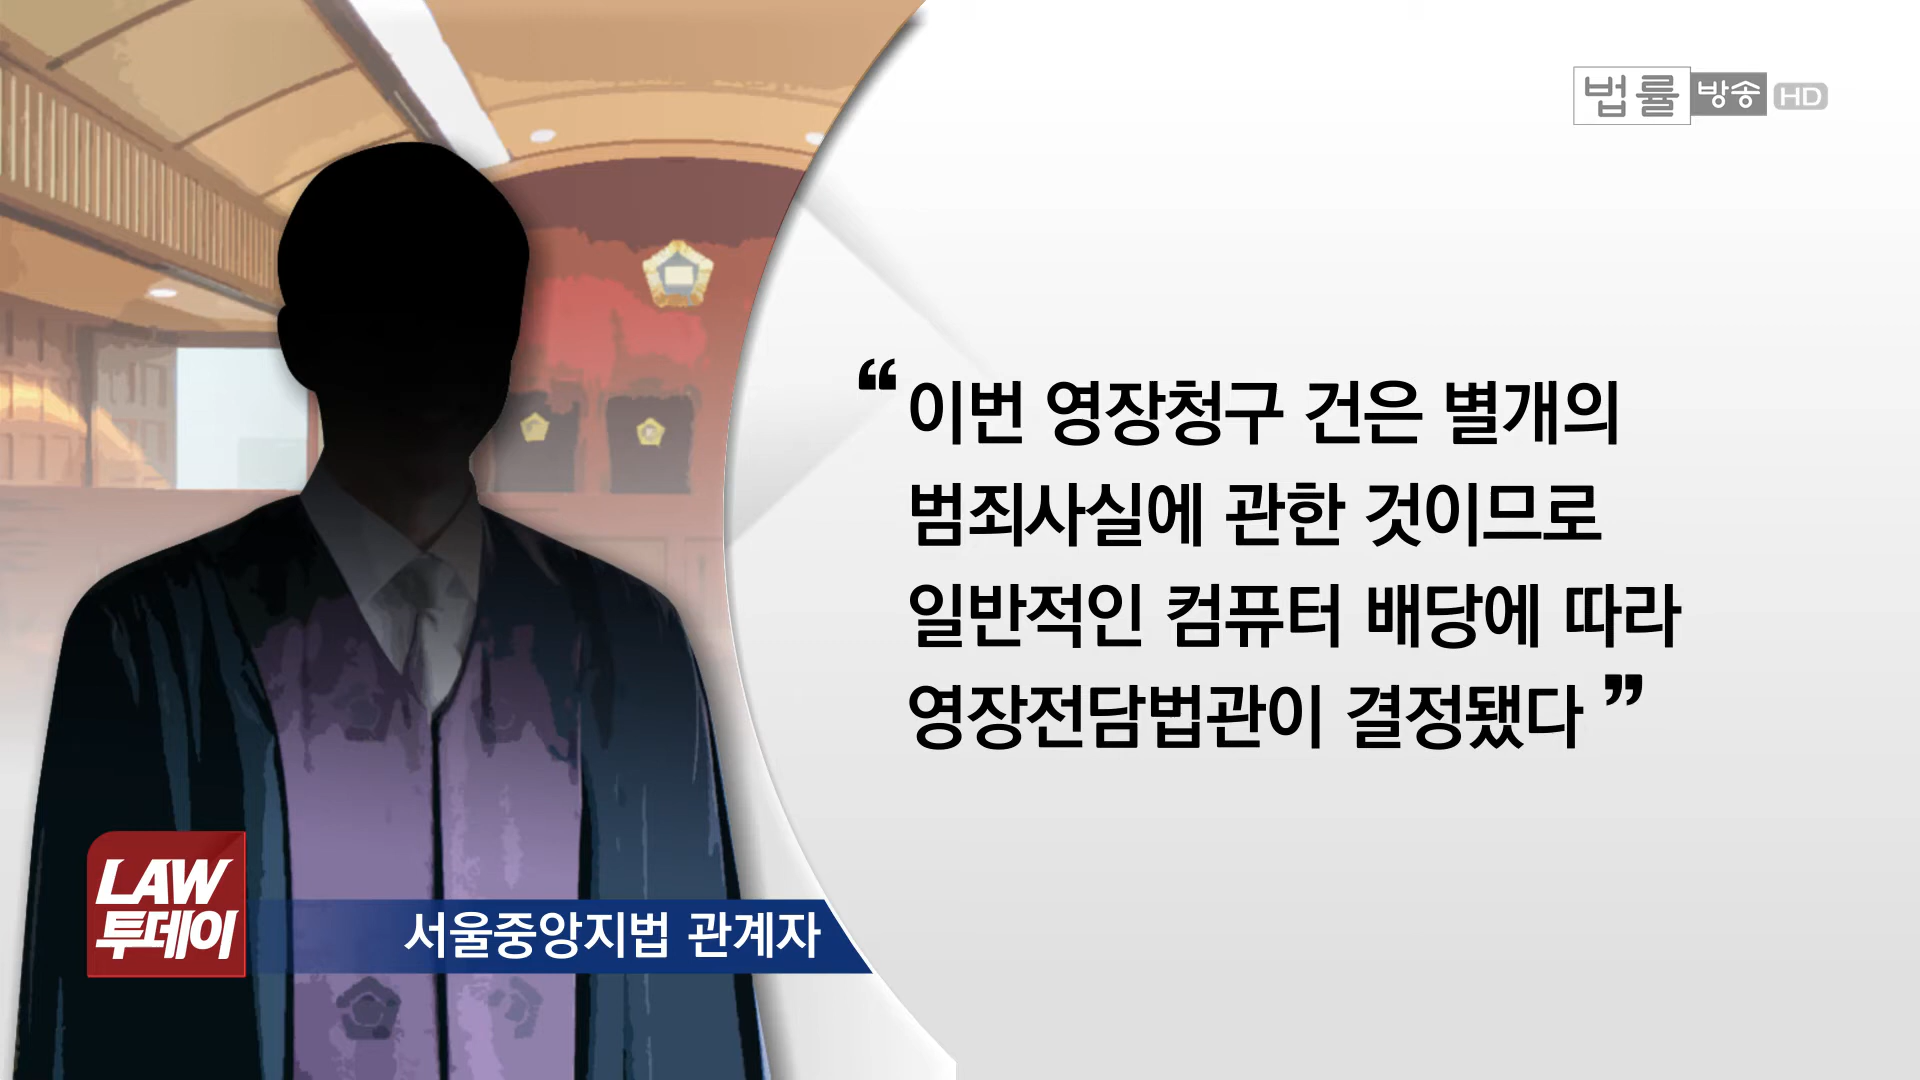 법률방송 HD
“이번 영장청구 건은 별개의
범죄사실에 관한 것이므로
일반적인 컴퓨터 배당에 따라
영장전담법관이 결정됐다”
LAW
투데이
서울중앙지법 관계자